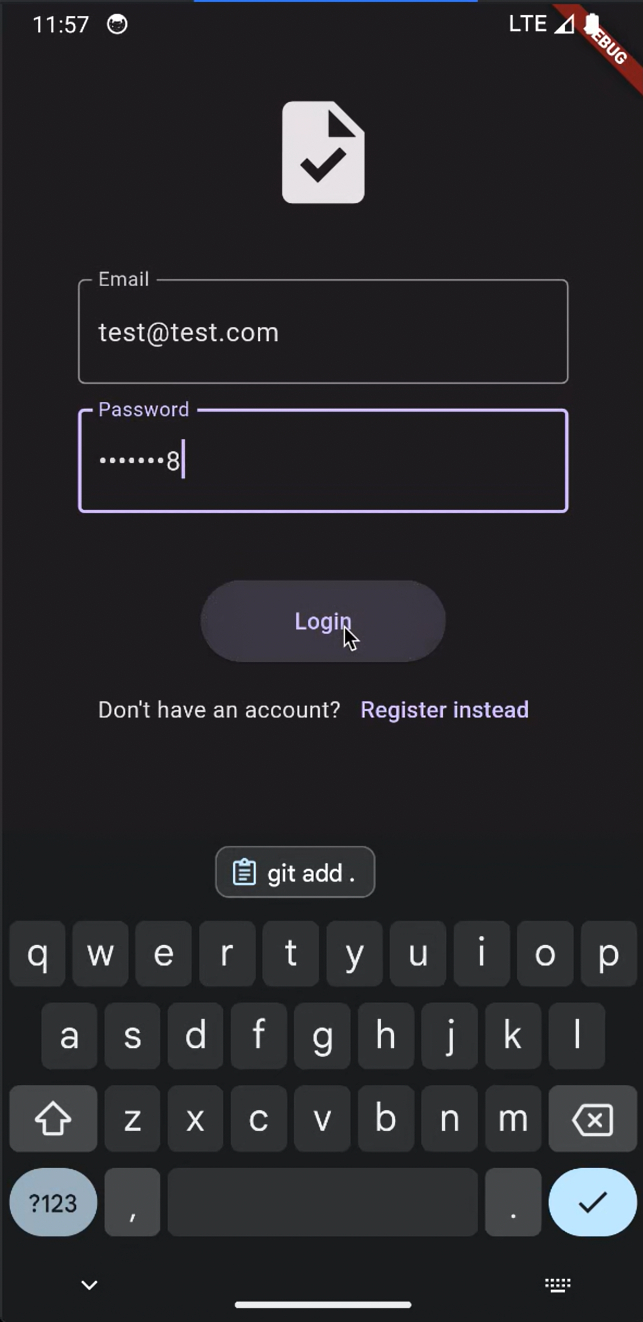 11:57 LTE
DEBUG
Email
test@test.com
Password
•••••••8
Login
Don't have an account? Register instead
git add .
q w e r t y u i o p
a s d f g h j k l
z x c v b n m
?123 , .